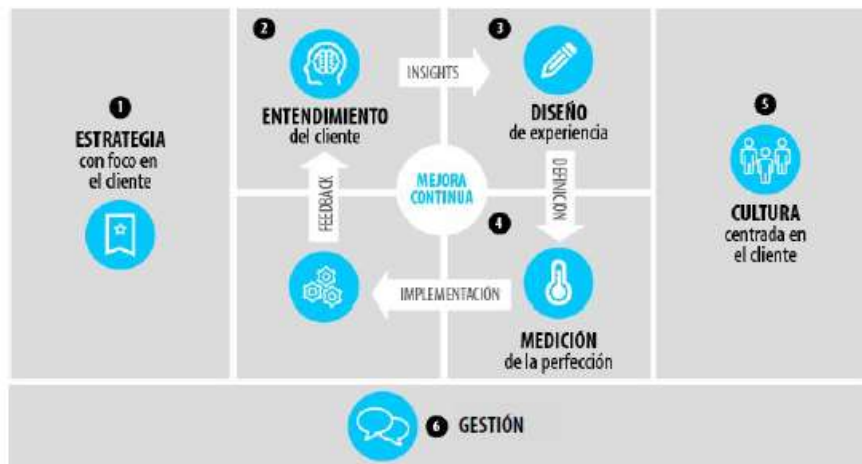 1
ESTRATEGIA
con foco en
el cliente
2
ENTENDIMIENTO
del cliente
INSIGHTS
3
DISEÑO
de experiencia
DEFINICION
MEJORA
CONTINUA
FEEDBACK
IMPLEMENTACIÓN
4
MEDICIÓN
de la perfección
5
CULTURA
centrada en
el cliente
6 GESTIÓN